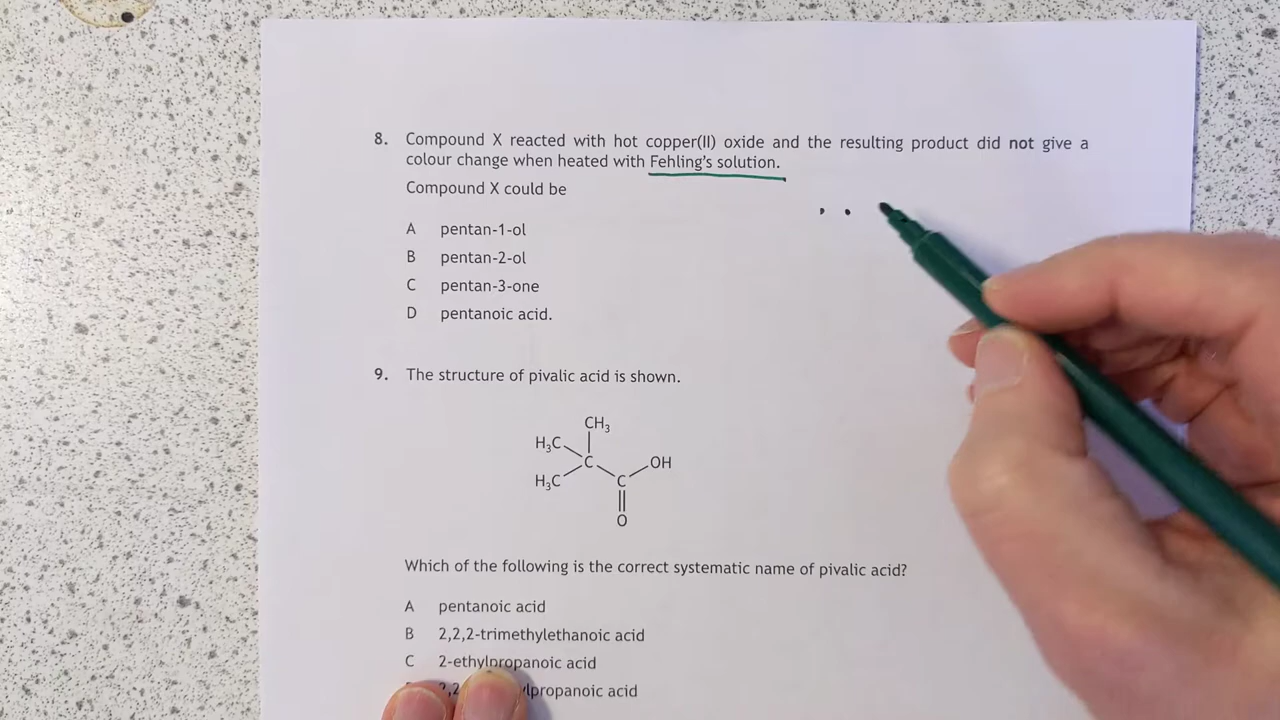 8. Compound X reacted with hot copper(II) oxide and the resulting product did not give a
colour change when heated with Fehling's solution.
Compound X could be
A pentan-1-ol
B pentan-2-ol
C pentan-3-one
D pentanoic acid.
9. The structure of pivalic acid is shown.
CH₃
H₃C
C
OH
H₃C
C
O
Which of the following is the correct systematic name of pivalic acid?
A pentanoic acid
B 2,2,2-trimethylethanoic acid
C 2-ethylpropanoic acid
acid